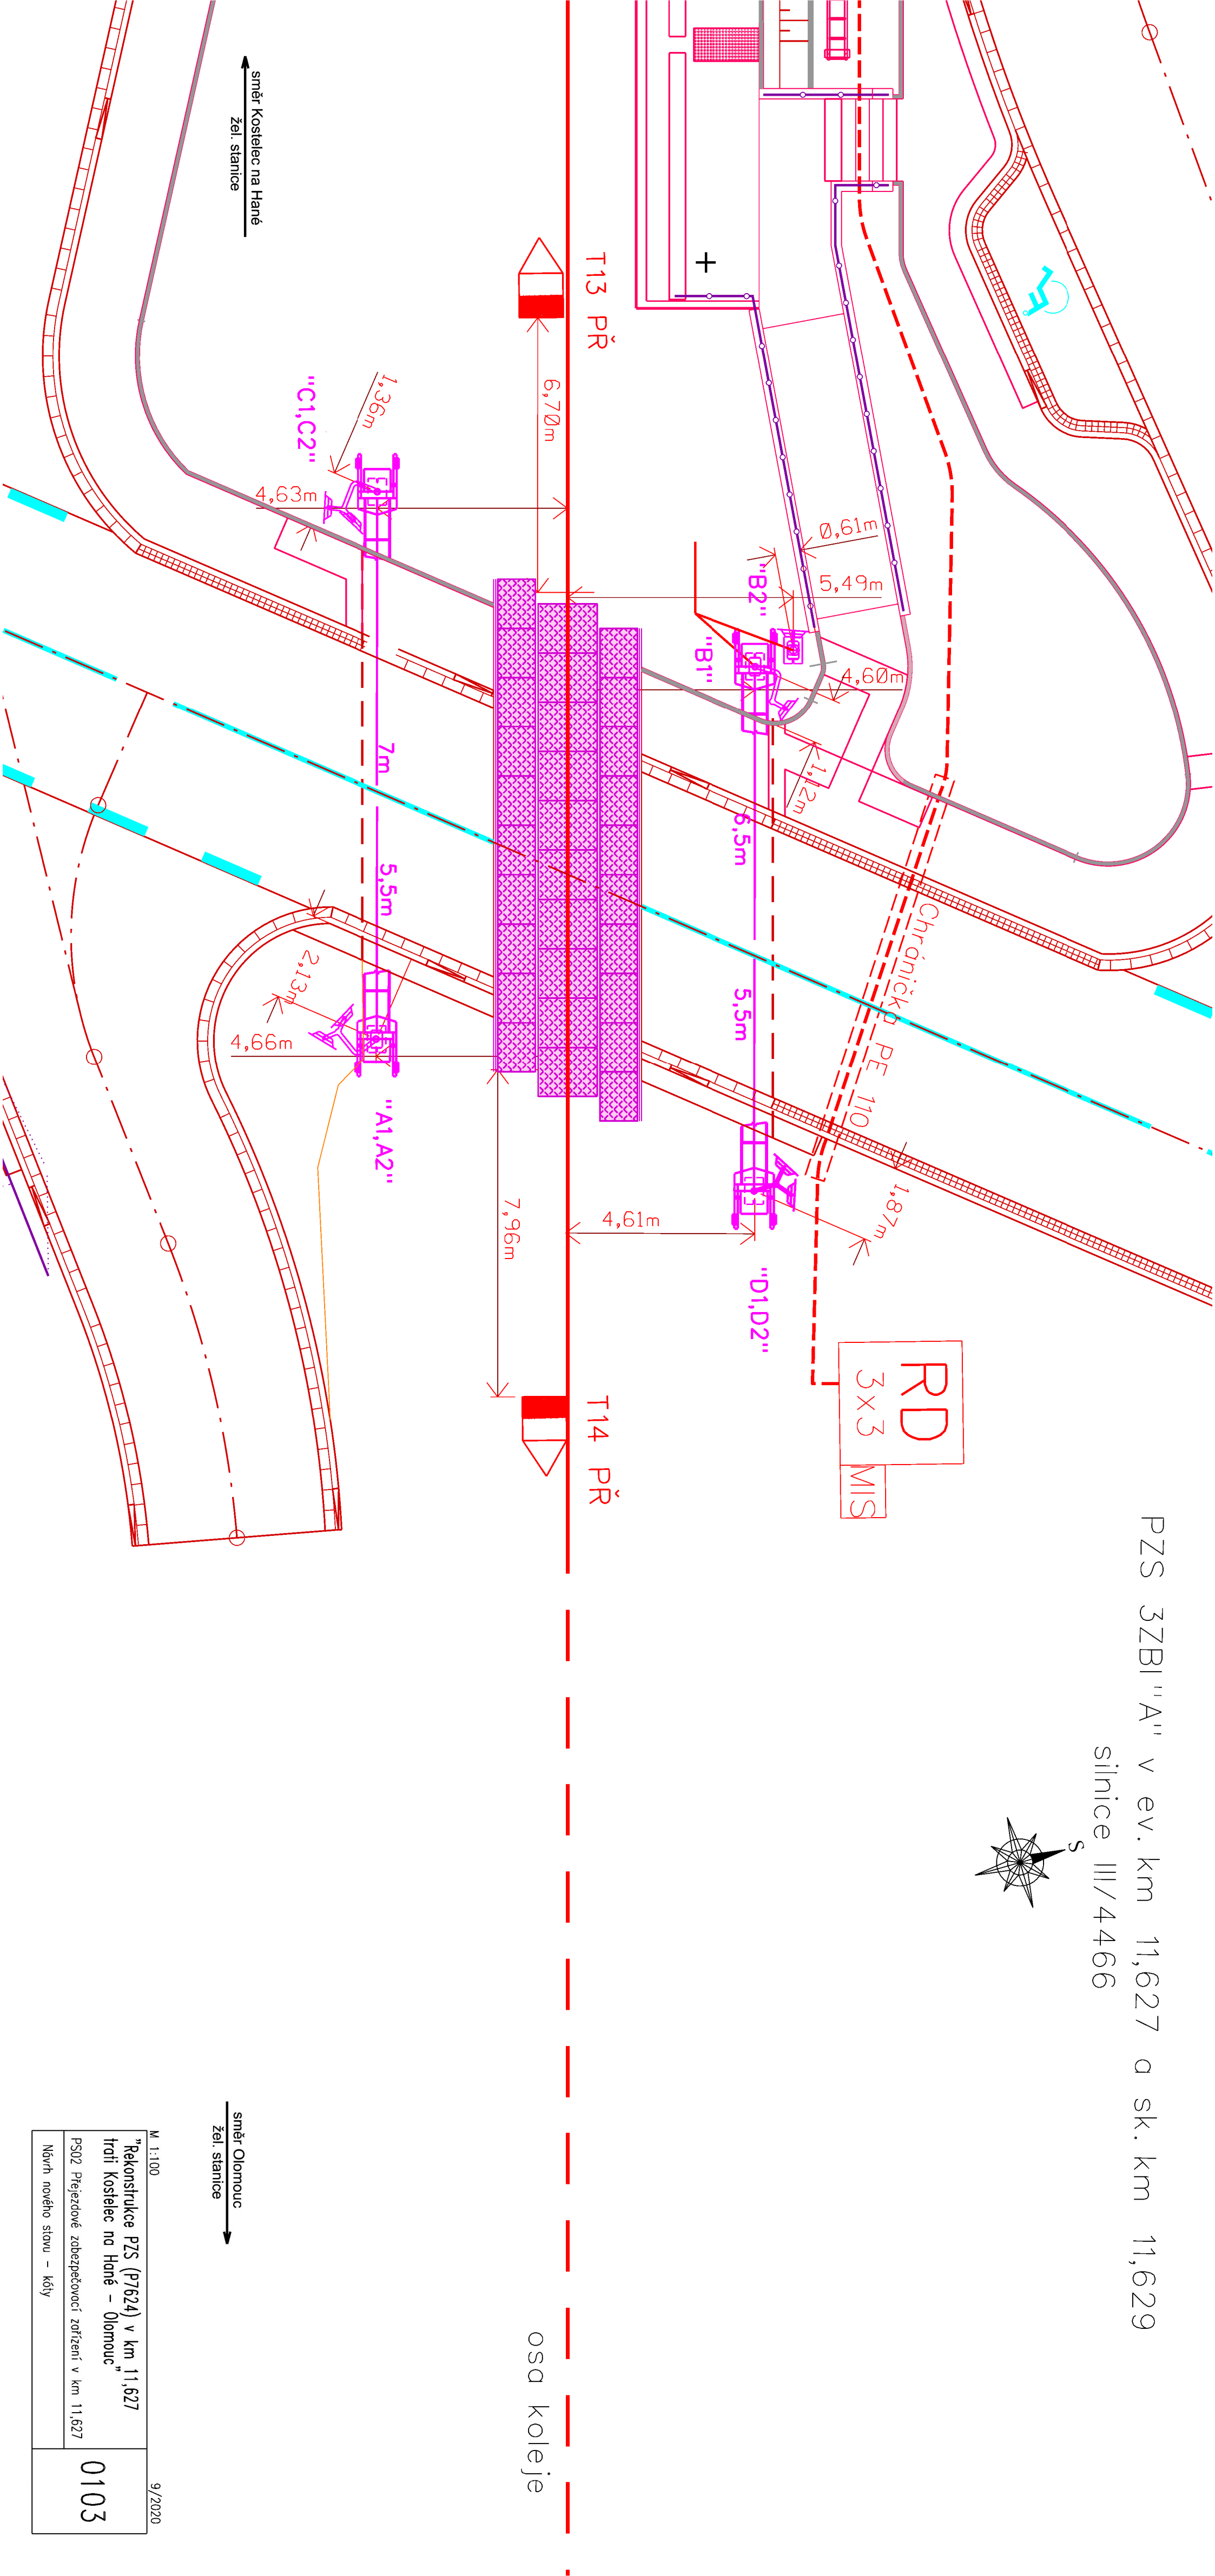 PZS 3ZBI "A" v ev. km 11,627 a sk. km 11,629
silnice III/4466
S
směr Kostelec na Hané
žel. stanice
T13 PŘ
6,70m
"C1,C2"
1,36m
4,63m
0,61m
5,49m
"B2"
"B1"
4,60m
1,12m
7m
5,5m
6,5m
5,5m
Chránička PE 110
2,13m
4,66m
"A1,A2"
7,96m
4,61m
1,87m
"D1,D2"
T14 PŘ
RD
3x3
MIS
směr Olomouc
žel. stanice
osa koleje
M 1:100
9/2020
"Rekonstrukce PZS (P7624) v km 11,627
trati Kostelec na Hané - Olomouc"
PS02 Přejezdové zabezpečovací zařízení v km 11,627
Návrh nového stavu - kóty
0103